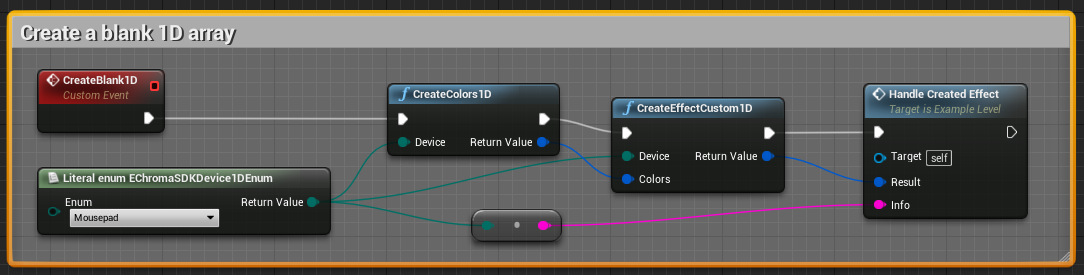 Create a blank 1D array
CreateBlank1D
Custom Event
CreateColors1D
Device
Return Value
CreateEffectCustom1D
Device
Return Value
Colors
Handle Created Effect
Target is Example Level
Target
self
Result
Info
Literal enum EChromaSDKDevice1DEnum
Enum
Return Value
Mousepad